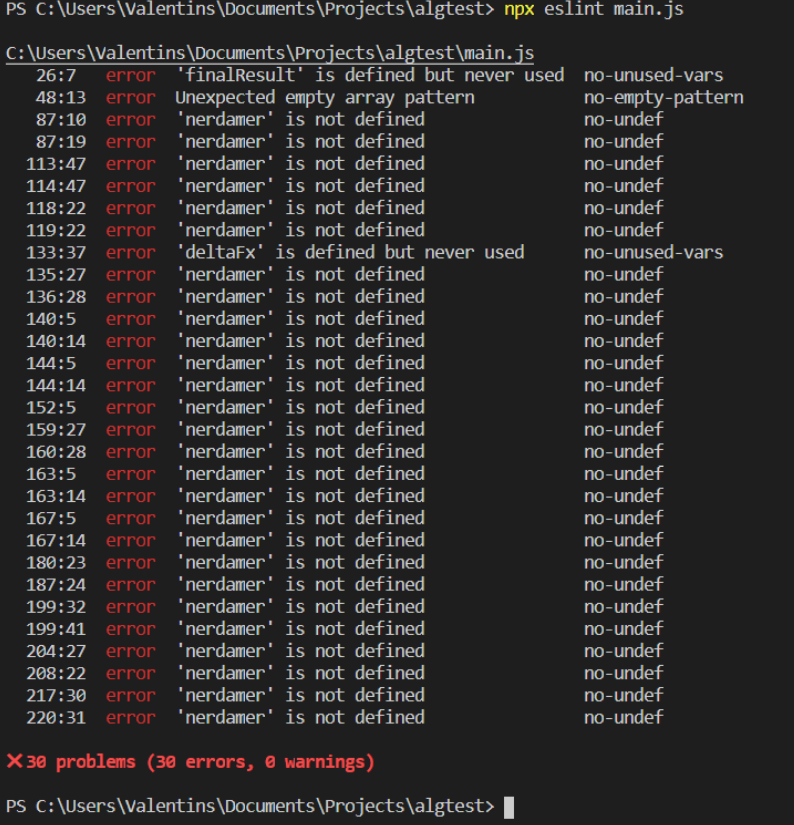 PS C:\Users\Valentins\Documents\Projects\algtest> npx eslint main.js
C:\Users\Valentins\Documents\Projects\algtest\main.js
26:7 error 'finalResult' is defined but never used no-unused-vars
48:13 error Unexpected empty array pattern no-empty-pattern
87:10 error 'nerdamer' is not defined no-undef
87:19 error 'nerdamer' is not defined no-undef
113:47 error 'nerdamer' is not defined no-undef
114:47 error 'nerdamer' is not defined no-undef
118:22 error 'nerdamer' is not defined no-undef
119:22 error 'nerdamer' is not defined no-undef
133:37 error 'deltaFx' is defined but never used no-unused-vars
135:27 error 'nerdamer' is not defined no-undef
136:28 error 'nerdamer' is not defined no-undef
140:5 error 'nerdamer' is not defined no-undef
140:14 error 'nerdamer' is not defined no-undef
144:5 error 'nerdamer' is not defined no-undef
144:14 error 'nerdamer' is not defined no-undef
152:5 error 'nerdamer' is not defined no-undef
159:27 error 'nerdamer' is not defined no-undef
160:28 error 'nerdamer' is not defined no-undef
163:5 error 'nerdamer' is not defined no-undef
163:14 error 'nerdamer' is not defined no-undef
167:5 error 'nerdamer' is not defined no-undef
167:14 error 'nerdamer' is not defined no-undef
180:23 error 'nerdamer' is not defined no-undef
187:24 error 'nerdamer' is not defined no-undef
199:32 error 'nerdamer' is not defined no-undef
199:41 error 'nerdamer' is not defined no-undef
204:27 error 'nerdamer' is not defined no-undef
208:22 error 'nerdamer' is not defined no-undef
217:30 error 'nerdamer' is not defined no-undef
220:31 error 'nerdamer' is not defined no-undef
✕ 30 problems (30 errors, 0 warnings)
PS C:\Users\Valentins\Documents\Projects\algtest>